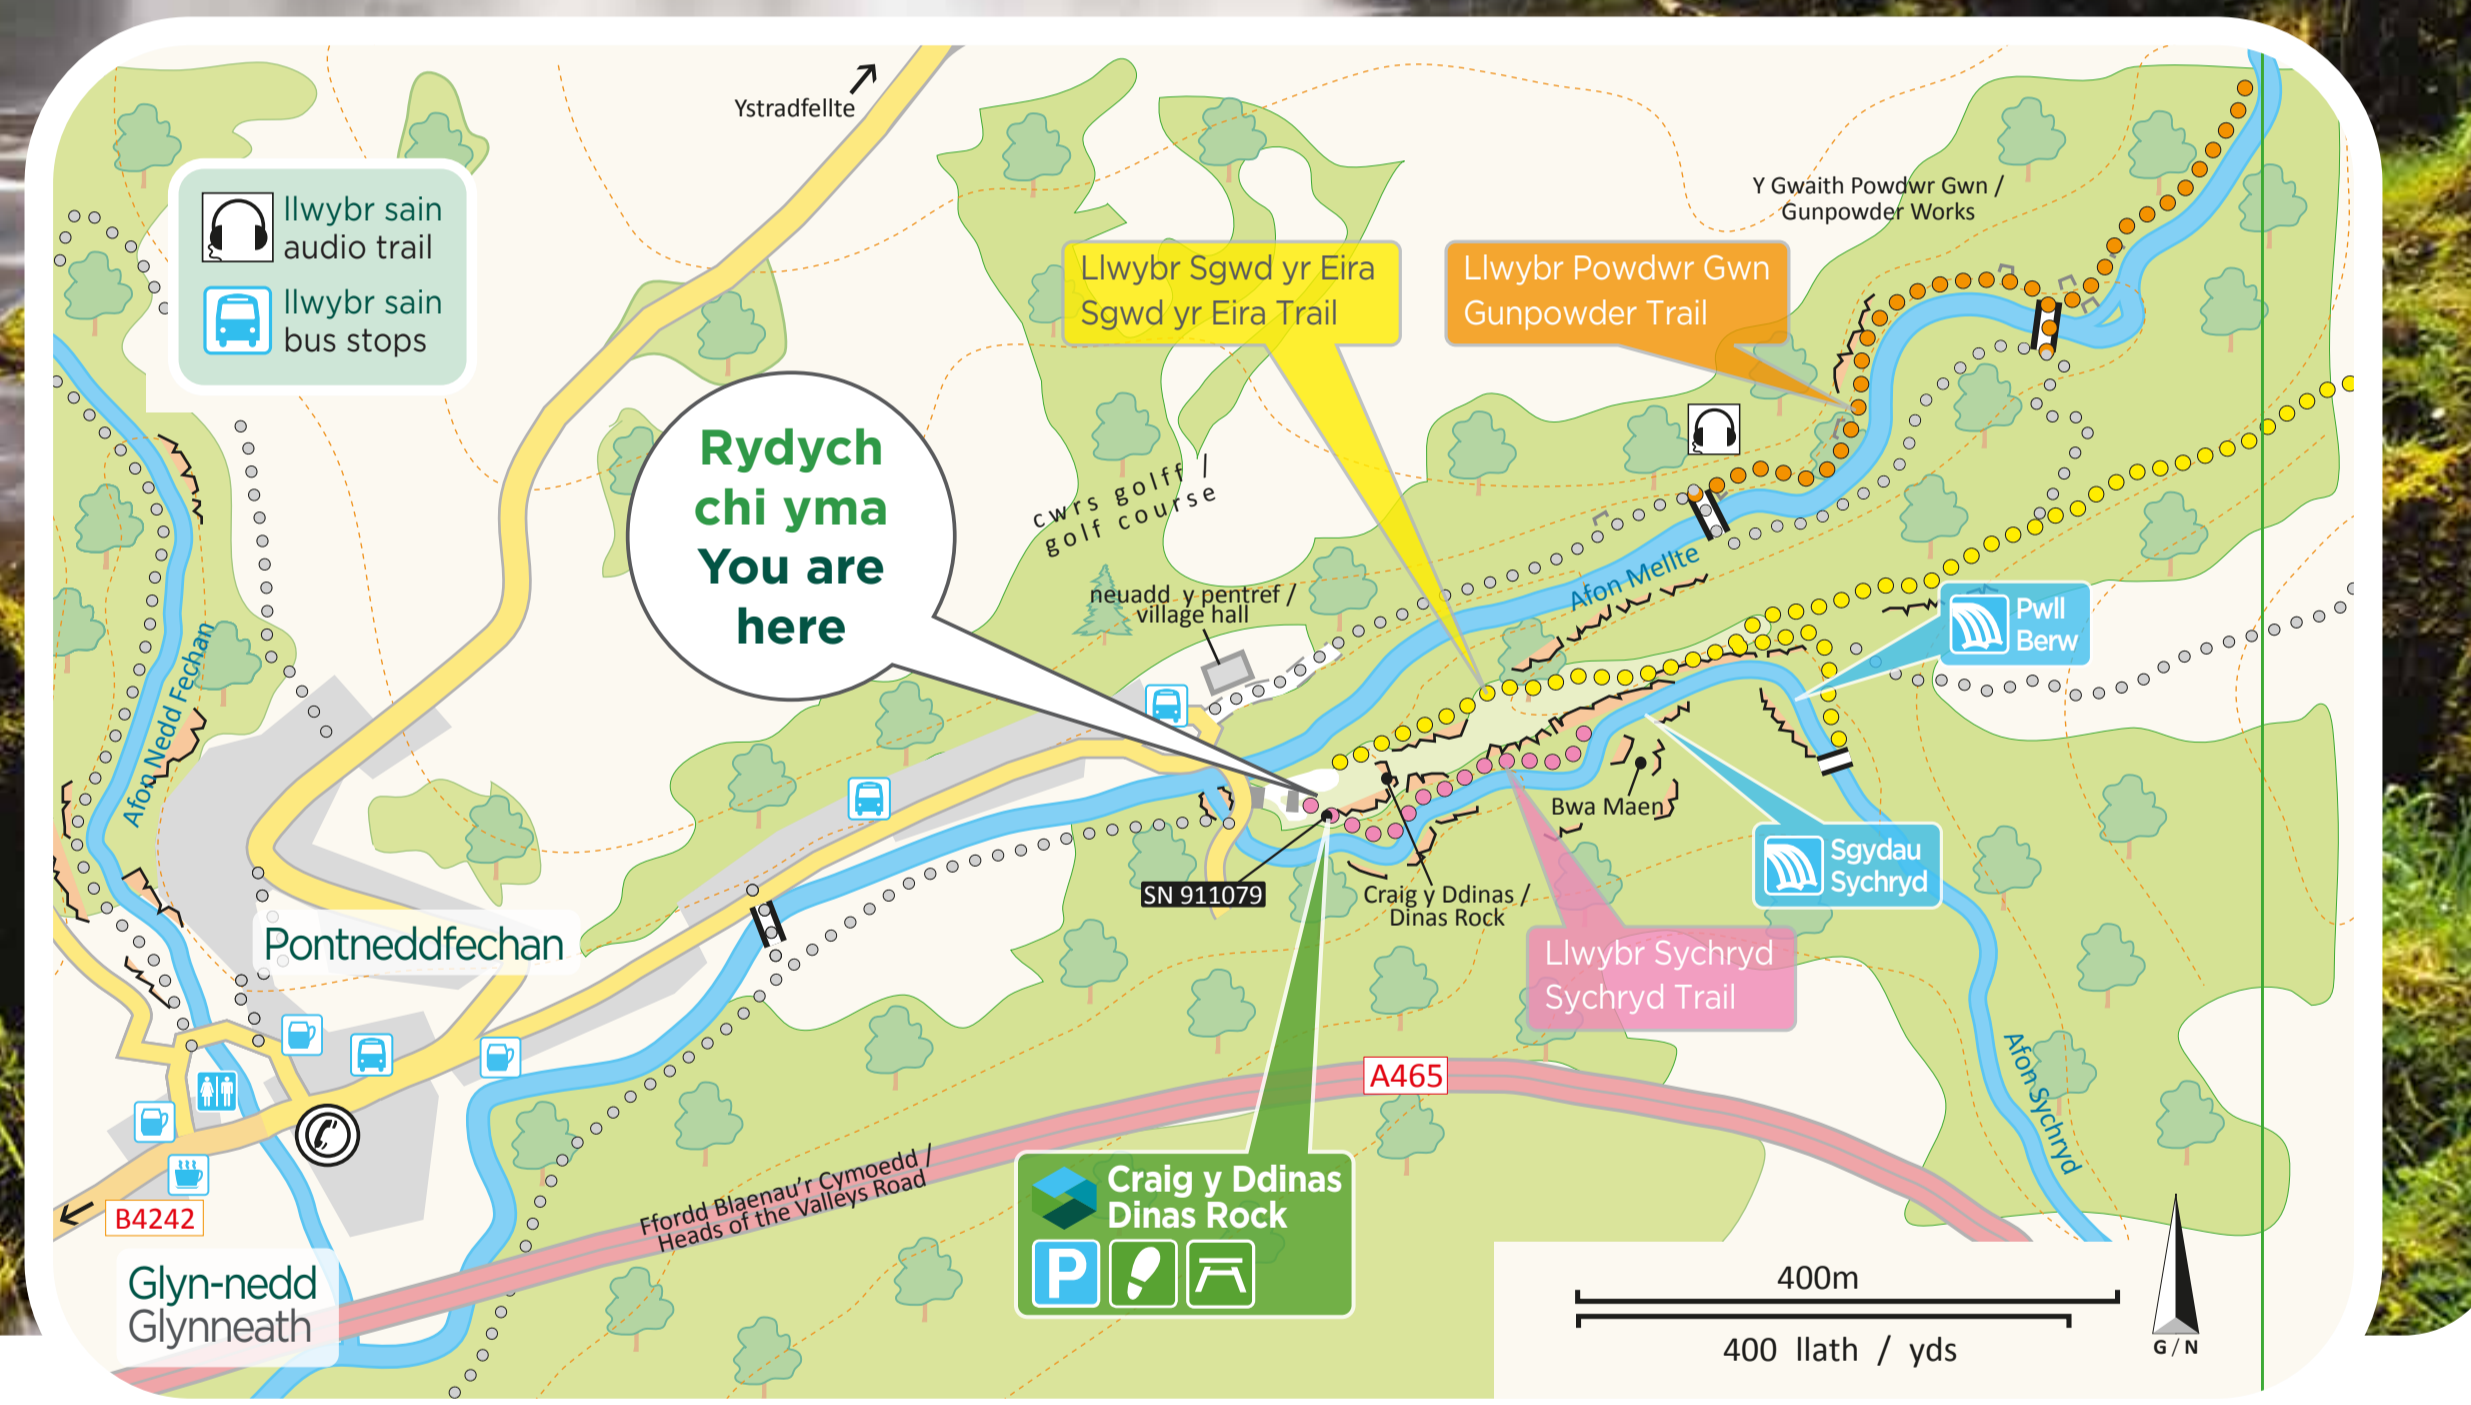 Ystradfellte
llwybr sain
audio trail
llwybr sain
bus stops
Y Gwaith Powdwr Gwn /
Gunpowder Works
Llwybr Sgwd yr Eira
Sgwd yr Eira Trail
Llwybr Powdwr Gwn
Gunpowder Trail
Rydych
chi yma
You are
here
cwrs golff /
golf course
neuadd y pentref /
village hall
Afon Mellte
Pwll
Berw
Afon Nedd Fechan
Bwa Maen
Sgydau
Sychryd
SN 911079
Craig y Ddinas /
Dinas Rock
Pontneddfechan
Llwybr Sychryd
Sychryd Trail
A465
Afon Sychryd
Ffordd Blaenau'r Cymoedd /
Heads of the Valleys Road
Craig y Ddinas
Dinas Rock
P
B4242
Glyn-nedd
Glynneath
400m
400 llath / yds
G / N